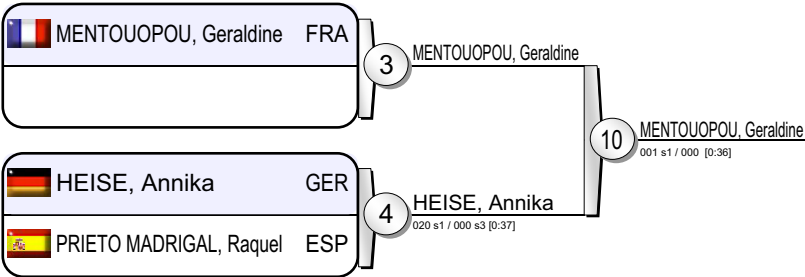 MENTOUOPOU, Geraldine FRA
3
MENTOUOPOU, Geraldine
10
MENTOUOPOU, Geraldine
001 s1 / 000 [0:36]
HEISE, Annika GER
4
HEISE, Annika
020 s1 / 000 s3 [0:37]
PRIETO MADRIGAL, Raquel ESP